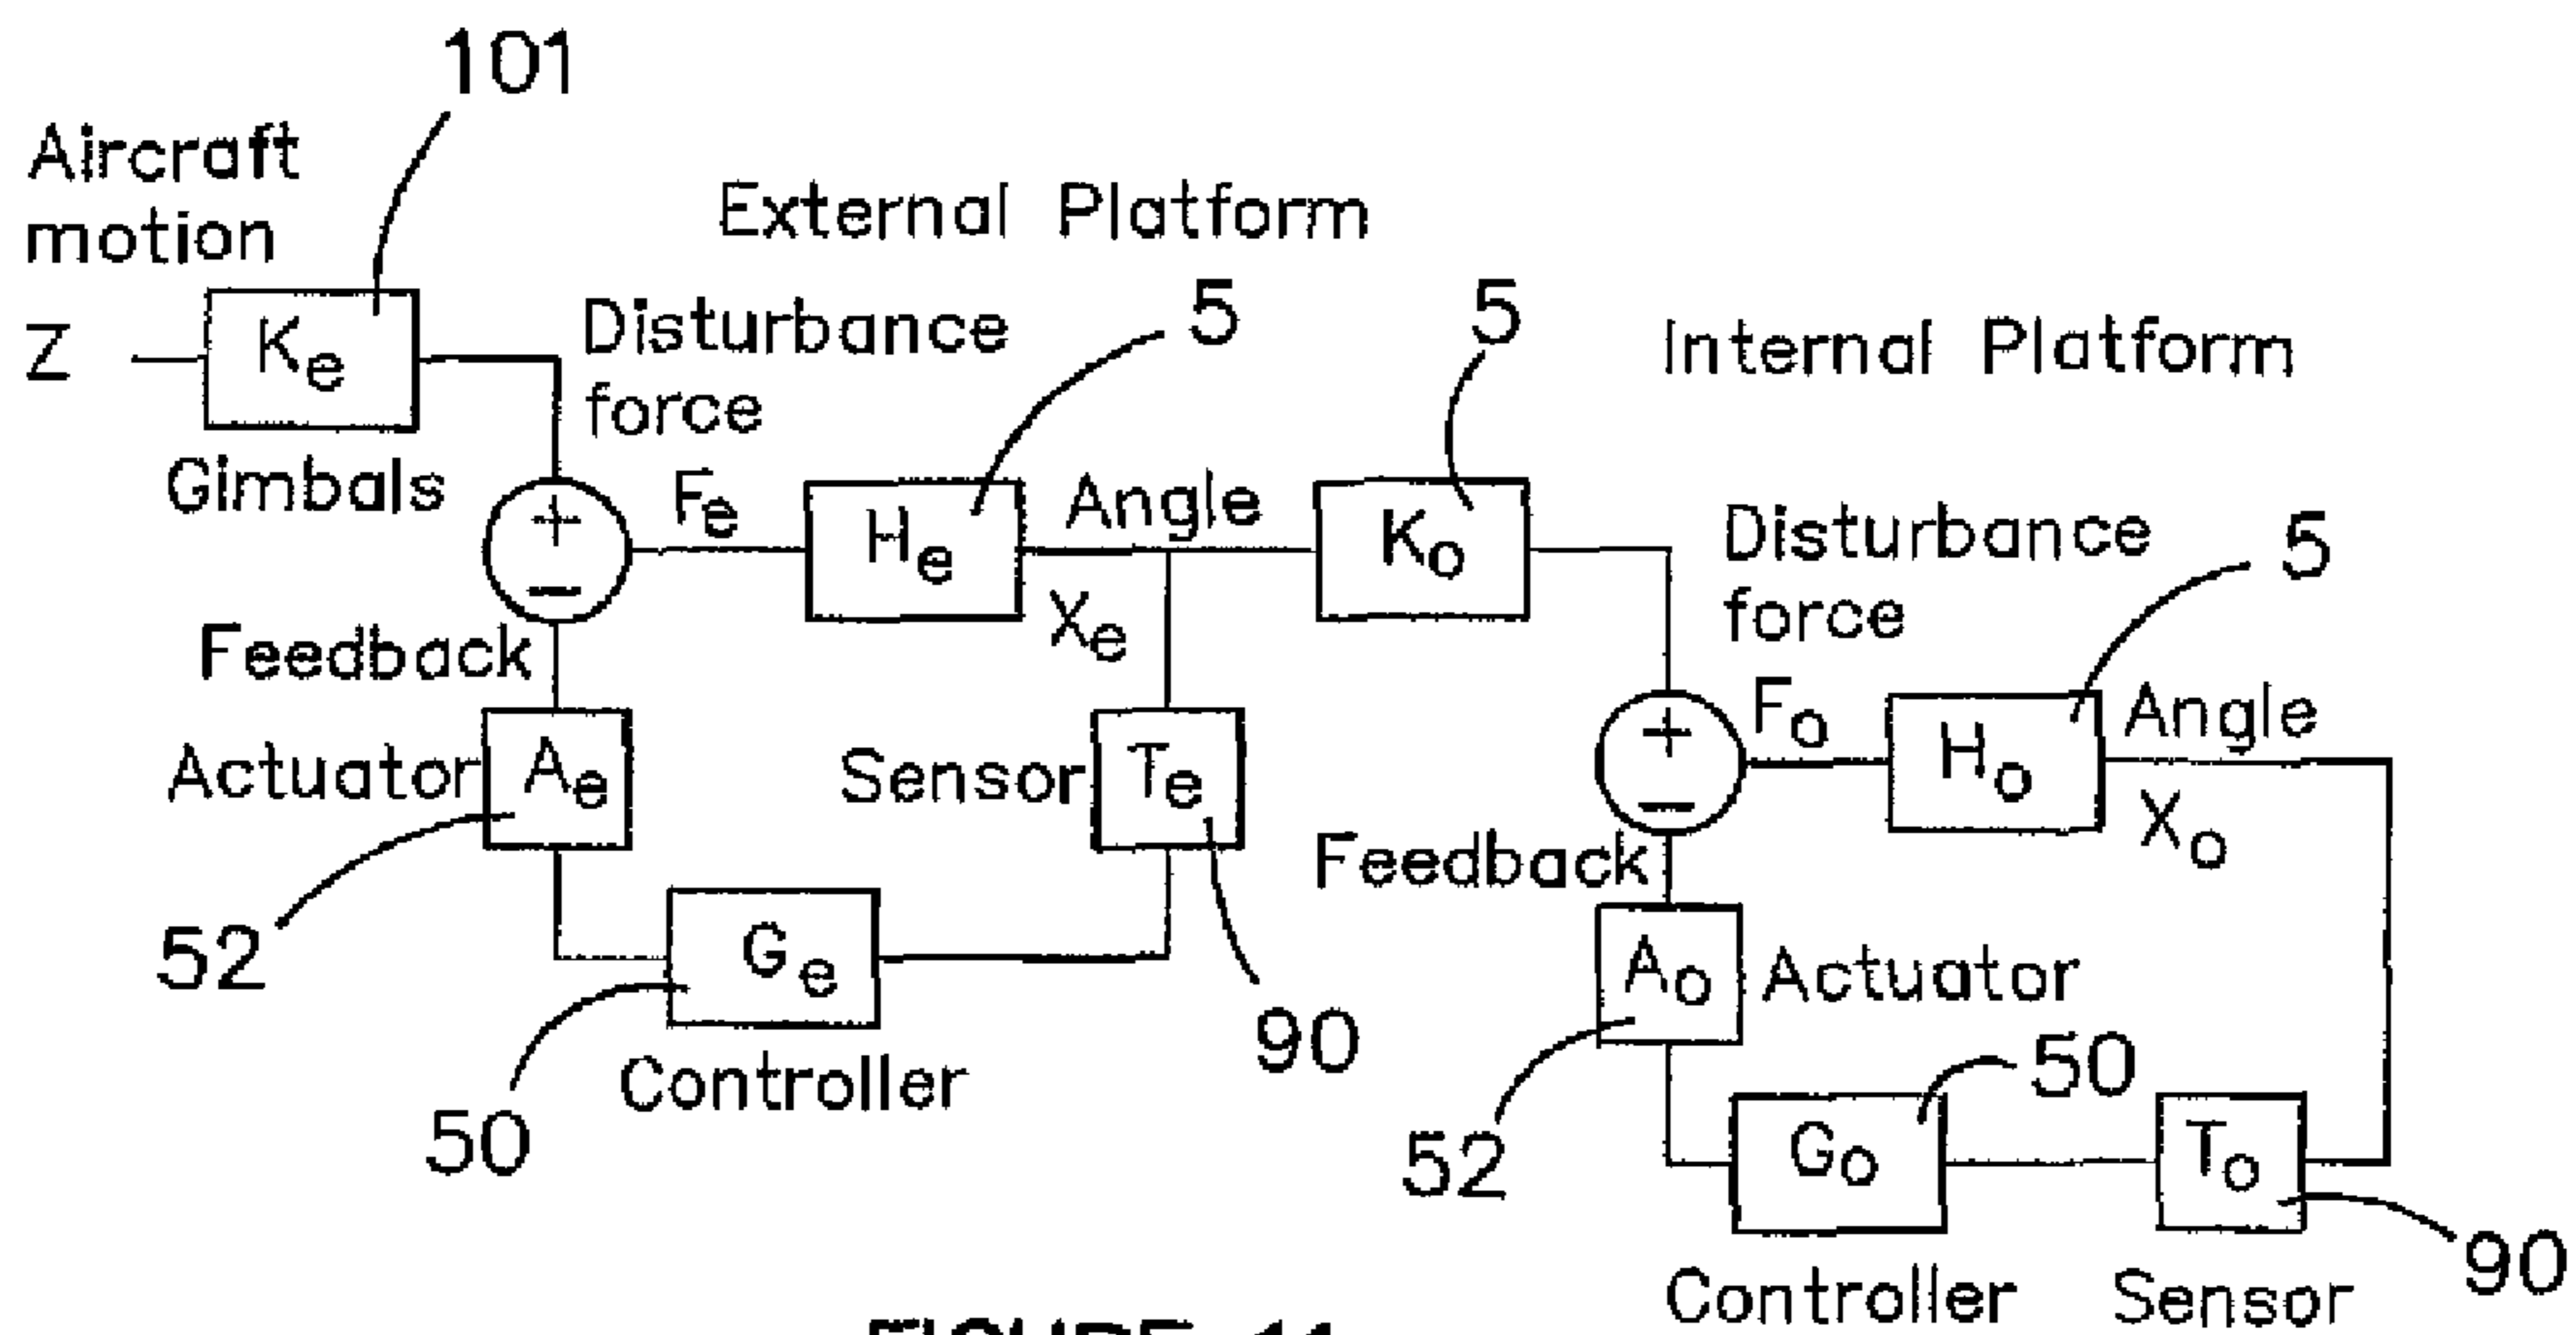 101
Aircraft
motion
Z
Ke
Gimbals
External Platform
Disturbance
force
5
Fe
He
Angle
Xe
5
Ko
Internal Platform
Feedback
Actuator
Ae
52
Sensor
Te
90
Ge
50
Controller
Disturbance
force
5
Fo
Ho
Angle
Xo
Feedback
Ao
Actuator
52
Go
50
Controller
To
90
Sensor
FIGURE 11